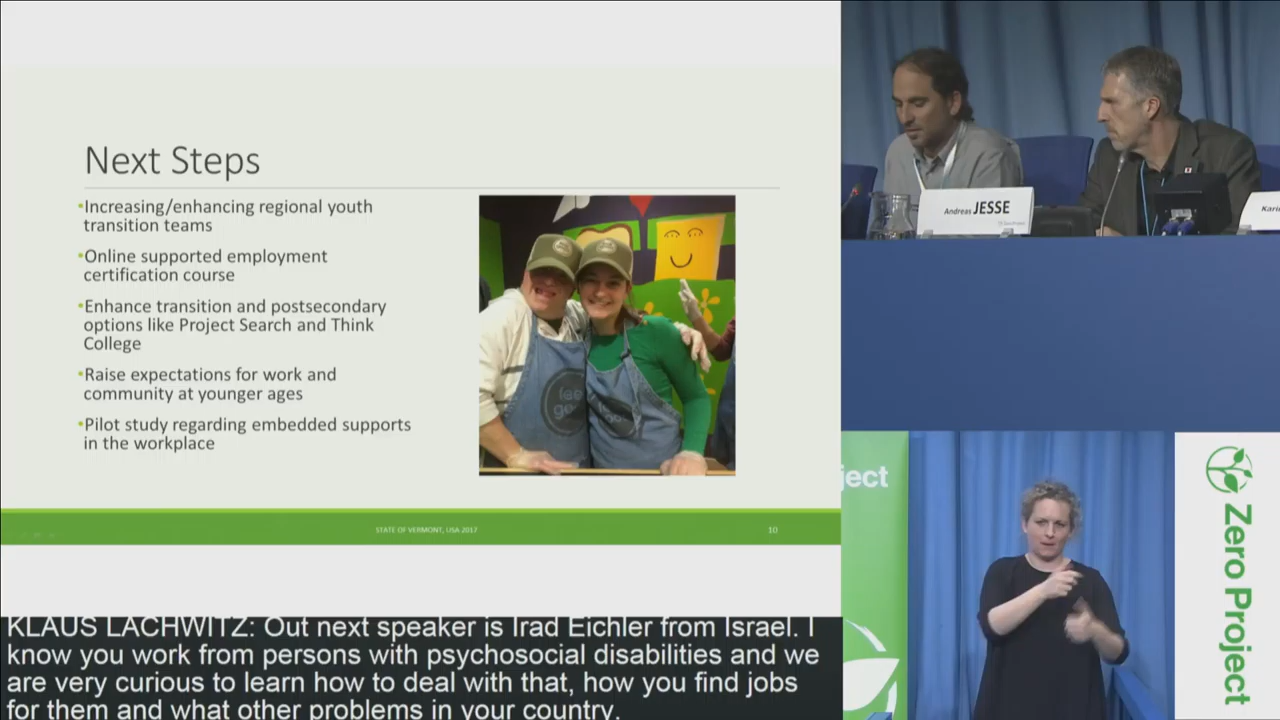 Next Steps
•Increasing/enhancing regional youth
transition teams
•Online supported employment
certification course
•Enhance transition and postsecondary
options like Project Search and Think
College
•Raise expectations for work and
community at younger ages
•Pilot study regarding embedded supports
in the workplace
STATE OF VERMONT, USA 2017
10
KLAUS LACHWITZ: Out next speaker is Irad Eichler from Israel. I
know you work from persons with psychosocial disabilities and we
are very curious to learn how to deal with that, how you find jobs
for them and what other problems in your country.
Andreas JESSE
ject
Zero Project